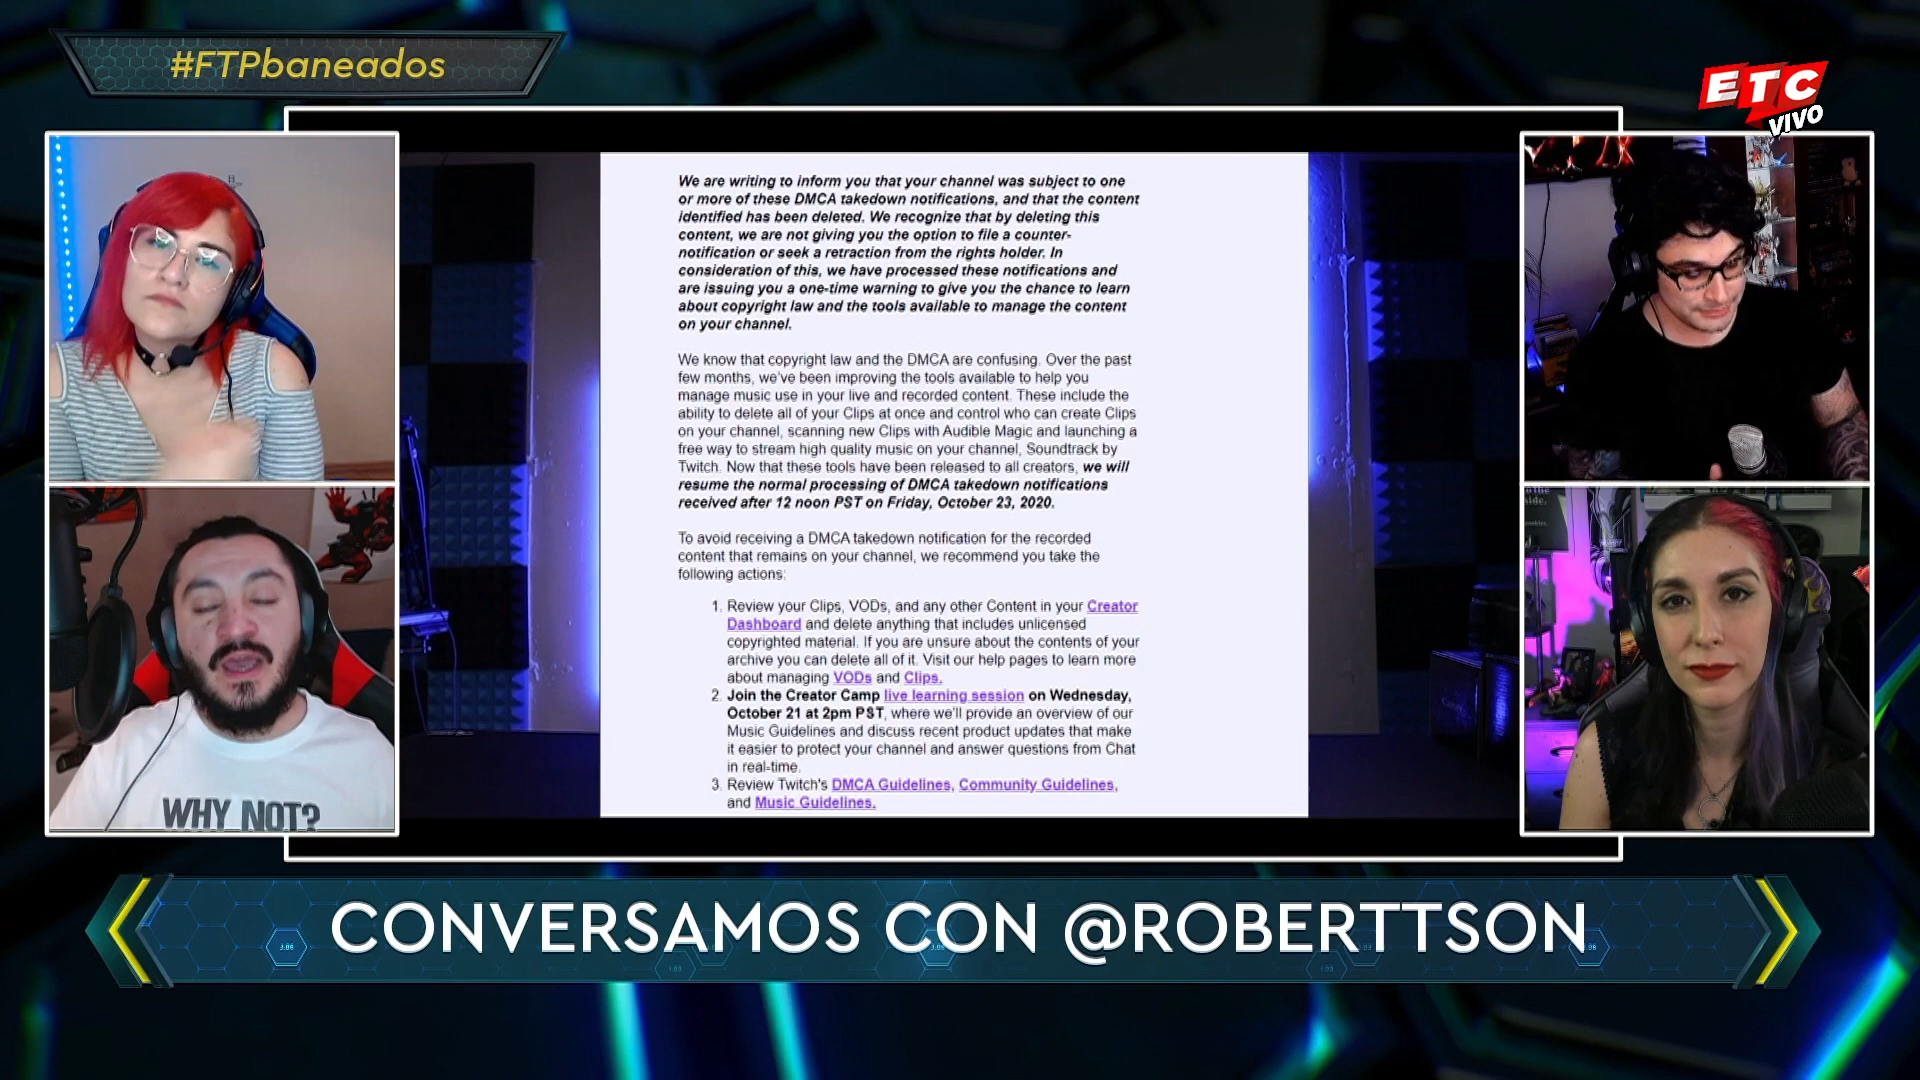 #FTPbaneados
ETC
VIVO
We are writing to inform you that your channel was subject to one
or more of these DMCA takedown notifications, and that the content
identified has been deleted. We recognize that by deleting this
content, we are not giving you the option to file a counter-
notification or seek a retraction from the rights holder. In
consideration of this, we have processed these notifications and
are issuing you a one-time warning to give you the chance to learn
about copyright law and the tools available to manage the content
on your channel.
We know that copyright law and the DMCA are confusing. Over the past
few months, we've been improving the tools available to help you
manage music use in your live and recorded content. These include the
ability to delete all of your Clips at once and control who can create Clips
on your channel, scanning new Clips with Audible Magic and launching a
free way to stream high quality music on your channel, Soundtrack by
Twitch. Now that these tools have been released to all creators, we will
resume the normal processing of DMCA takedown notifications
received after 12 noon PST on Friday, October 23, 2020.
To avoid receiving a DMCA takedown notification for the recorded
content that remains on your channel, we recommend you take the
following actions:
1. Review your Clips, VODs, and any other Content in your Creator
Dashboard and delete anything that includes unlicensed
copyrighted material. If you are unsure about the contents of your
archive you can delete all of it. Visit our help pages to learn more
about managing VODs and Clips.
2. Join the Creator Camp live learning session on Wednesday,
October 21 at 2pm PST, where we'll provide an overview of our
Music Guidelines and discuss recent product updates that make
it easier to protect your channel and answer questions from Chat
in real-time.
3. Review Twitch's DMCA Guidelines, Community Guidelines,
and Music Guidelines.
WHY NOT?
CONVERSAMOS CON @ROBERTTSON